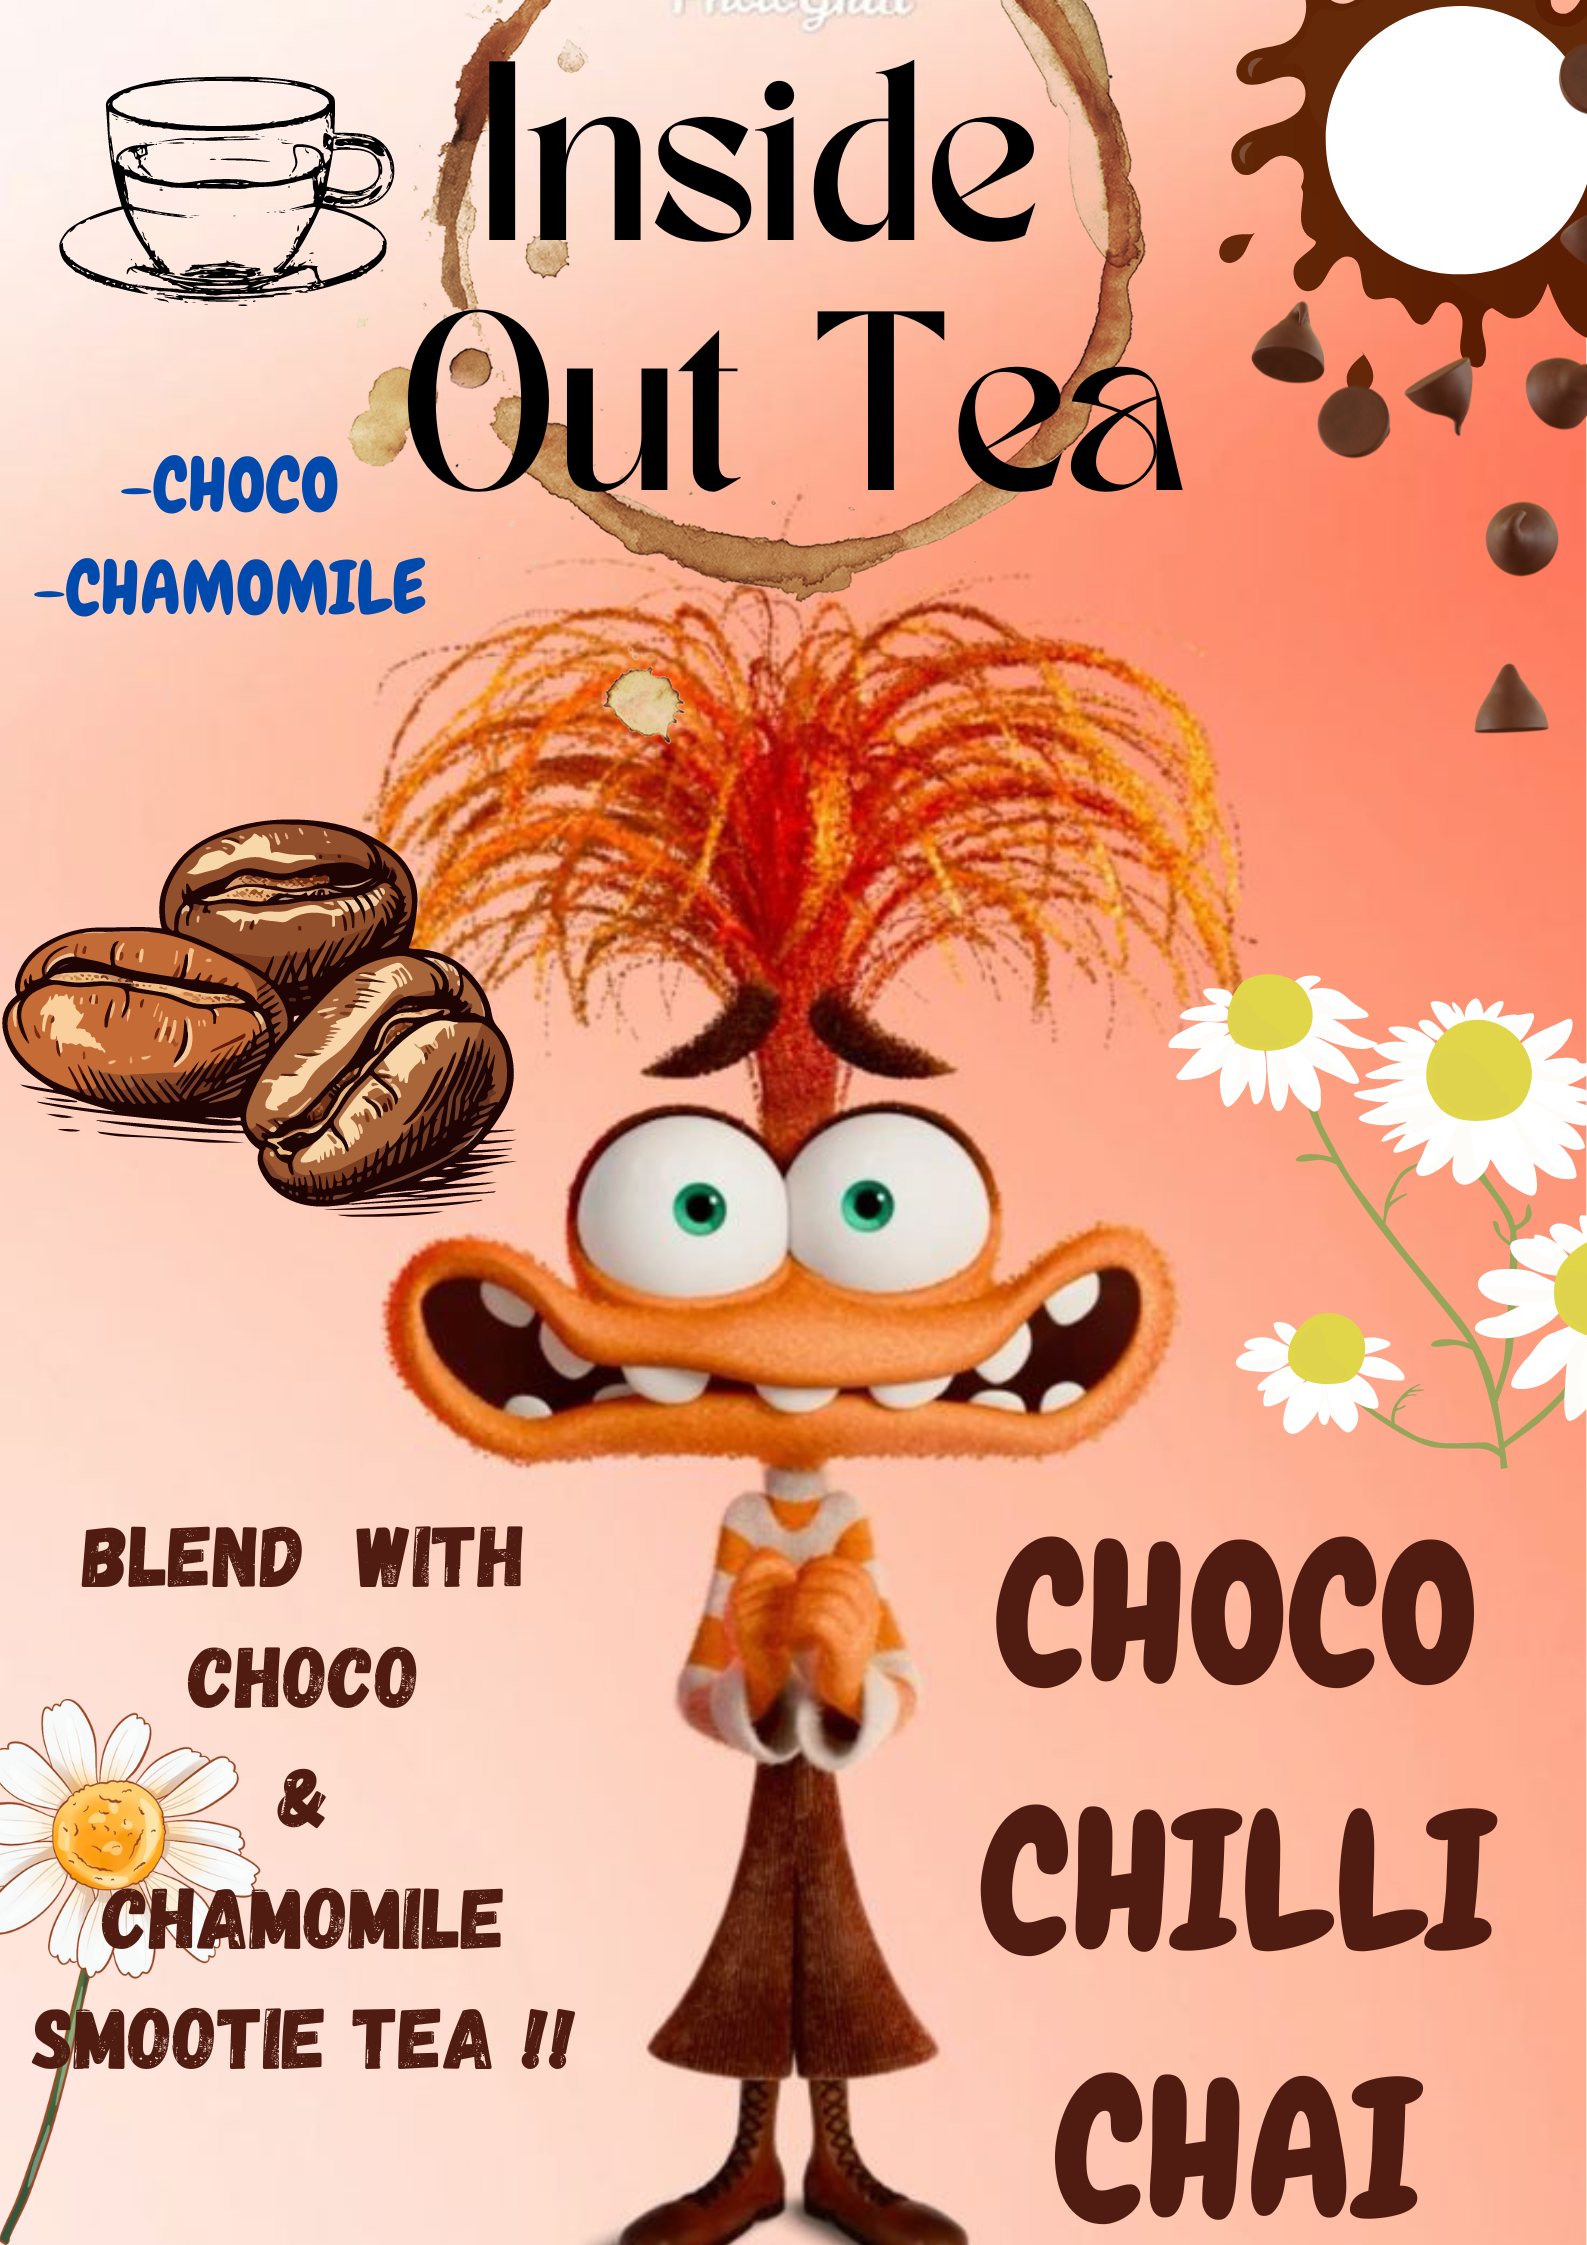 Inside
Out Tea
-CHOCO
-CHAMOMILE
BLEND WITH
CHOCO
&
CHAMOMILE
SMOOTIE TEA !!
CHOCO
CHILLI
CHAI